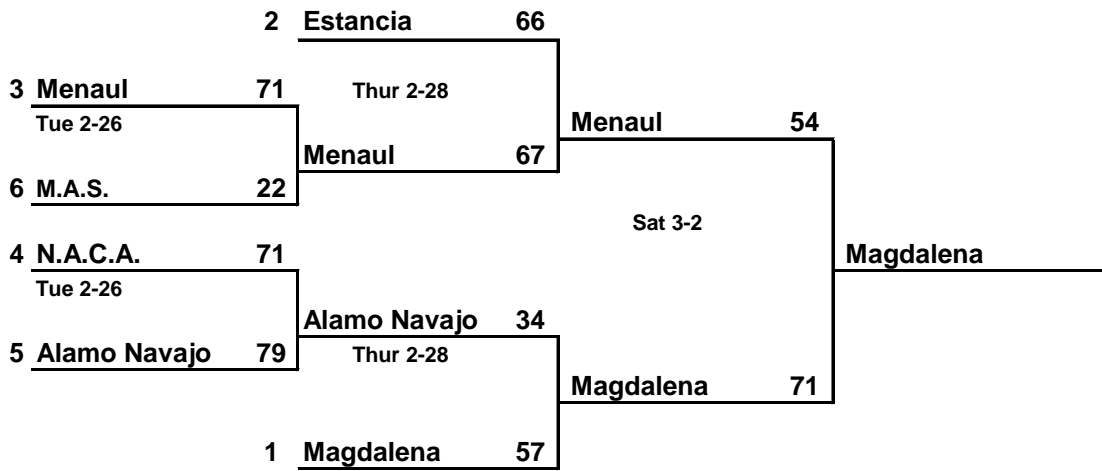 2 Estancia 66
3 Menaul 71
Thur 2-28
Tue 2-26
Menaul 54
Menaul 67
6 M.A.S. 22
Sat 3-2
4 N.A.C.A. 71
Magdalena
Tue 2-26
Alamo Navajo 34
5 Alamo Navajo 79
Thur 2-28
Magdalena 71
1 Magdalena 57